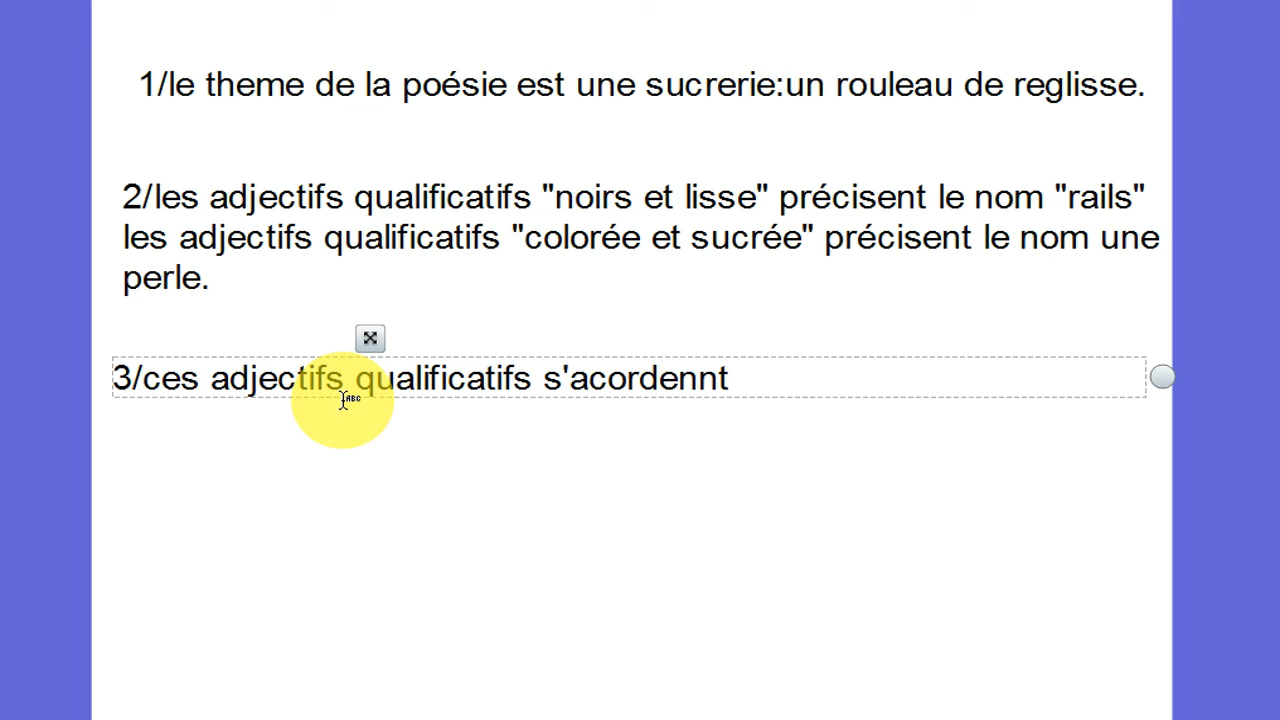 1/le theme de la poésie est une sucrerie:un rouleau de reglisse.
2/les adjectifs qualificatifs "noirs et lisse" précisent le nom "rails"
les adjectifs qualificatifs "colorée et sucrée" précisent le nom une
perle.
3/ces adjectifs qualificatifs s'acordennt
ABC